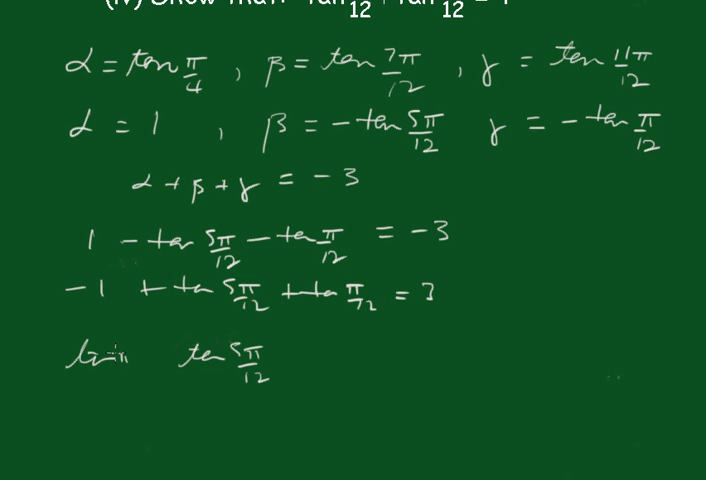 (iv) Show that tan π/12 + tan 5π/12 = 4
α = tan π/4 , β = tan 7π/12 , γ = tan 11π/12
α = 1 , β = - tan 5π/12 γ = - tan π/12
α + β + γ = - 3
1 - tan 5π/12 - tan π/12 = - 3
- 1 + tan 5π/12 + tan π/12 = 3
tan 5π/12